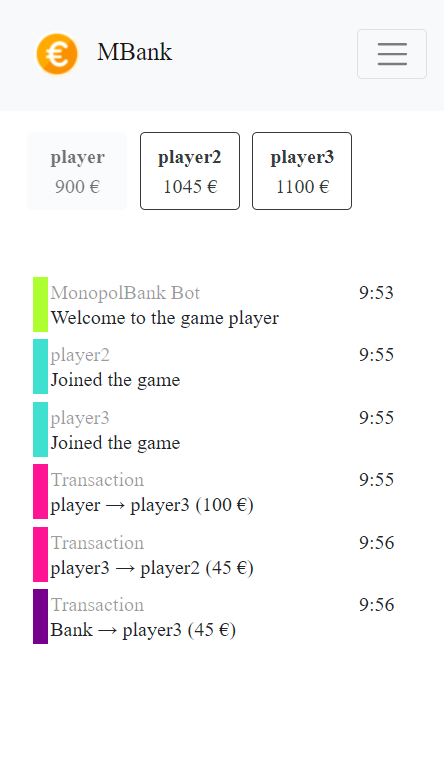 € MBank
player player2 player3
900 € 1045 € 1100 €
MonopolBank Bot 9:53
Welcome to the game player
player2 9:55
Joined the game
player3 9:55
Joined the game
Transaction 9:55
player → player3 (100 €)
Transaction 9:56
player3 → player2 (45 €)
Transaction 9:56
Bank → player3 (45 €)